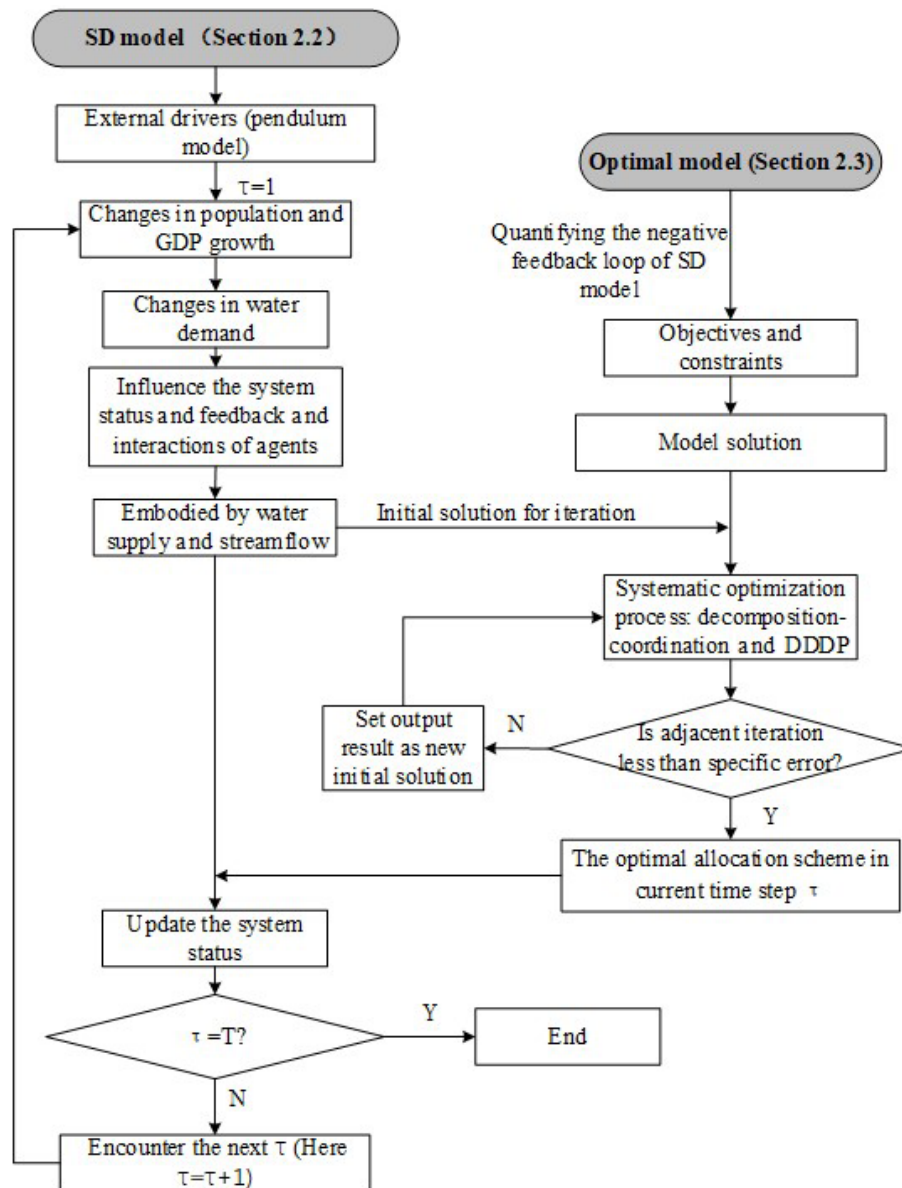 SD model （Section 2.2）
External drivers (pendulum
model)
τ=1
Changes in population and
GDP growth
Changes in water
demand
Influence the system
status and feedback and
interactions of agents
Embodied by water
supply and streamflow
Initial solution for iteration
Optimal model (Section 2.3)
Quantifying the negative
feedback loop of SD
model
Objectives and
constraints
Model solution
Systematic optimization
process: decomposition-
coordination and DDDP
Is adjacent iteration
less than specific error?
N
Set output
result as new
initial solution
Y
The optimal allocation scheme in
current time step τ
Update the system
status
τ=T?
Y
End
N
Encounter the next τ (Here
τ=τ+1)